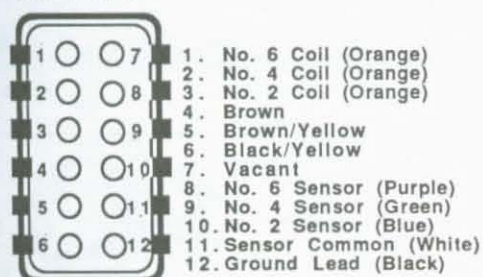 1 7
2 8
3 9
4 10
5 11
6 12
1. No. 6 Coil (Orange)
2. No. 4 Coil (Orange)
3. No. 2 Coil (Orange)
4. Brown
5. Brown/Yellow
6. Black/Yellow
7. Vacant
8. No. 6 Sensor (Purple)
9. No. 4 Sensor (Green)
10. No. 2 Sensor (Blue)
11. Sensor Common (White)
12. Ground Lead (Black)